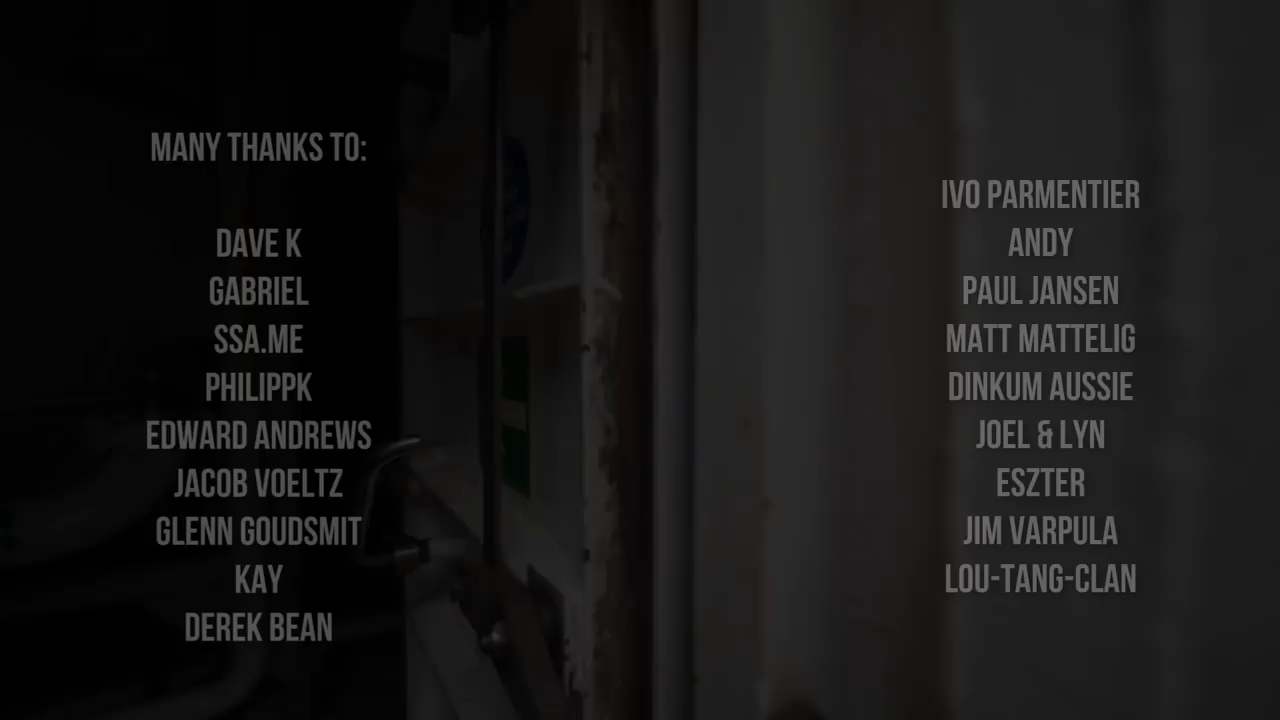 MANY THANKS TO:
DAVE K
GABRIEL
SSA.ME
PHILIPPK
EDWARD ANDREWS
JACOB VOELTZ
GLENN GOUDSMIT
KAY
DEREK BEAN
IVO PARMENTIER
ANDY
PAUL JANSEN
MATT MATTELIG
DINKUM AUSSIE
JOEL & LYN
ESZTER
JIM VARPULA
LOU-TANG-CLAN